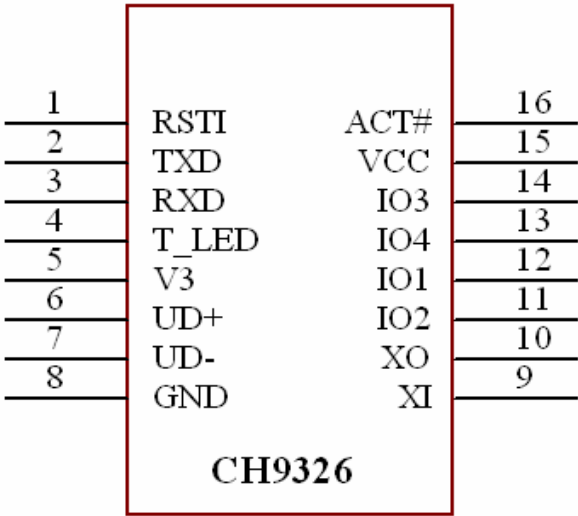 1 RSTI ACT# 16
2 TXD VCC 15
3 RXD IO3 14
4 T_LED IO4 13
5 V3 IO1 12
6 UD+ IO2 11
7 UD- XO 10
8 GND XI 9
CH9326